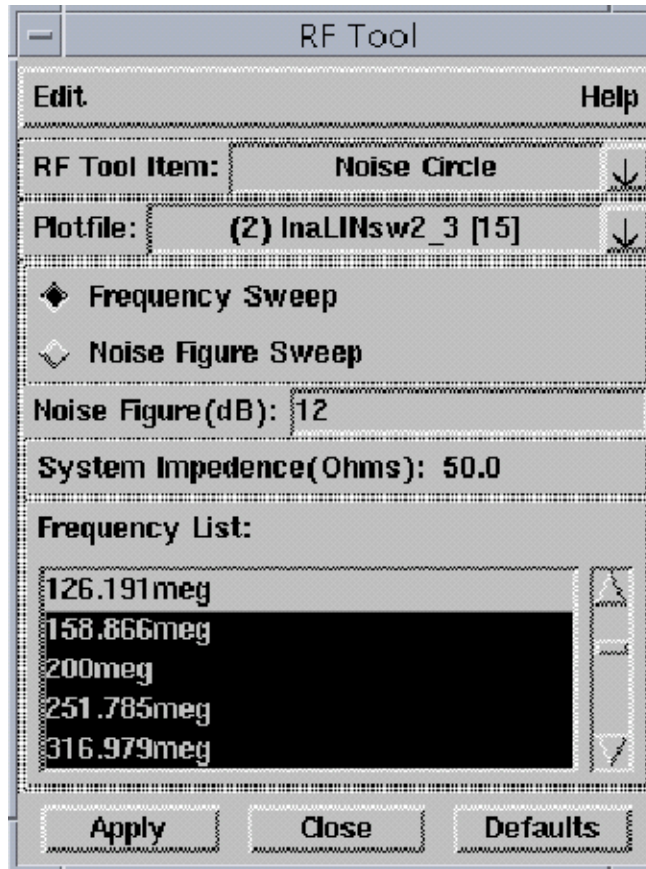 RF Tool
Edit Help
RF Tool Item: Noise Circle
Plotfile: (2) lnaLINsw2_3 [15]
Frequency Sweep
Noise Figure Sweep
Noise Figure(dB): 12
System Impedence(Ohms): 50.0
Frequency List:
126.191meg
158.866meg
200meg
251.785meg
316.979meg
Apply Close Defaults